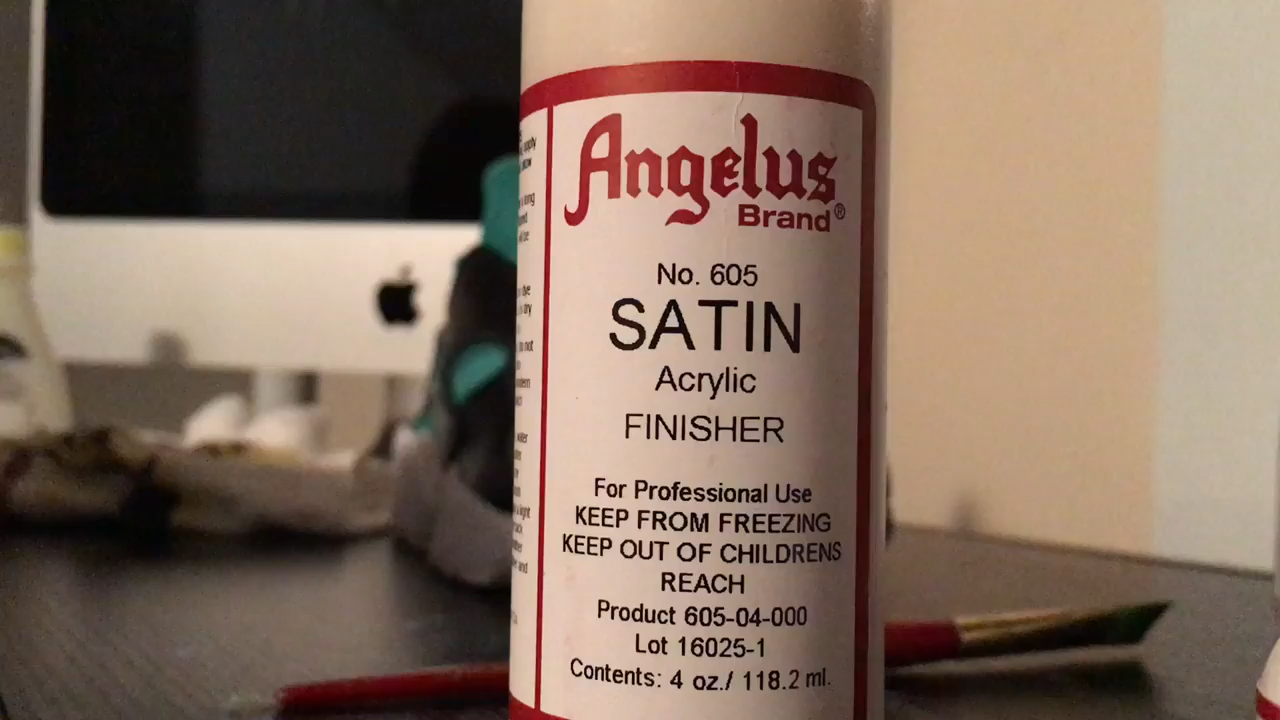 Angelus
Brand®
No. 605
SATIN
Acrylic
FINISHER
For Professional Use
KEEP FROM FREEZING
KEEP OUT OF CHILDRENS
REACH
Product 605-04-000
Lot 16025-1
Contents: 4 oz./ 118.2 ml.